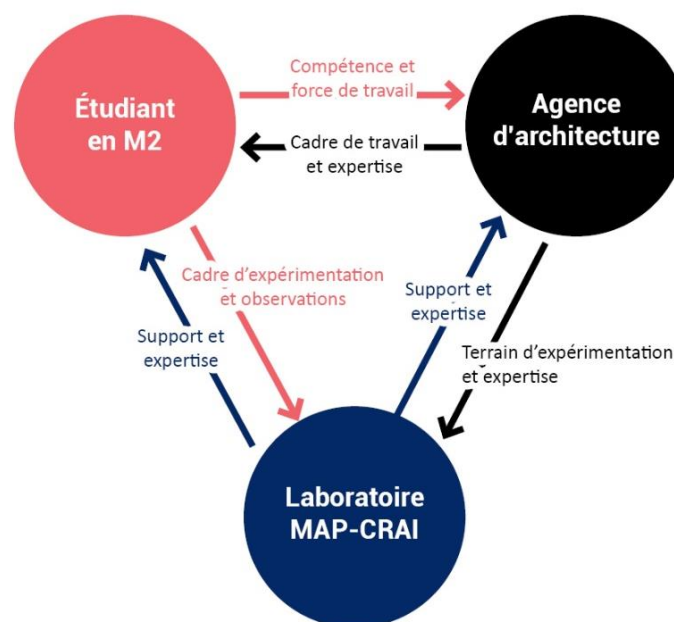 Compétence et
force de travail
Étudiant
en M2
Agence
d'architecture
Cadre de travail
et expertise
Cadre d’expérimentation
et observations
Support et
expertise
Support et
expertise
Terrain d’expérimentation
et expertise
Laboratoire
MAP-CRAI